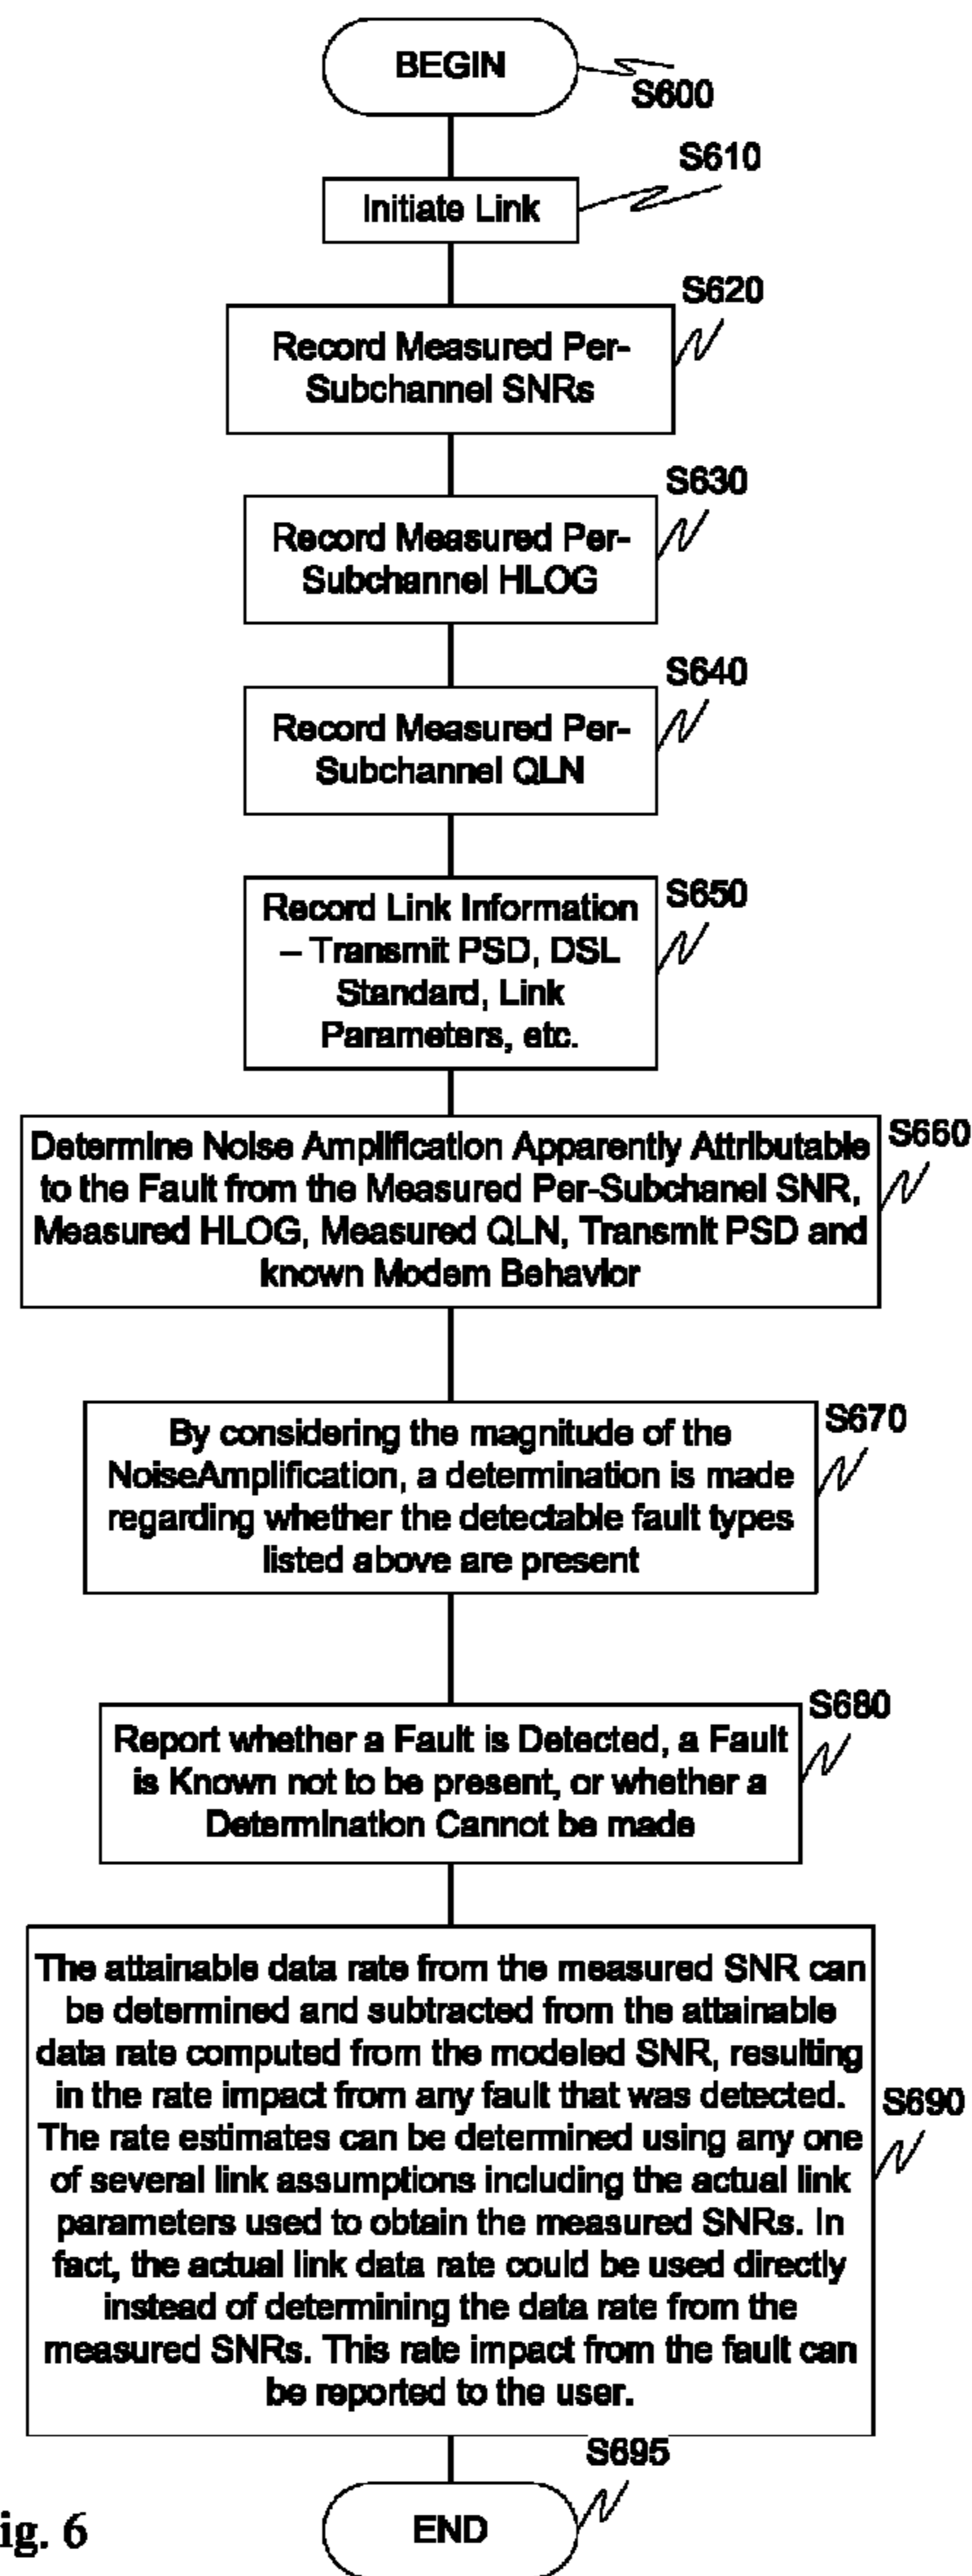 BEGIN
S600
S610
Initiate Link
S620
Record Measured Per-
Subchannel SNRs
S630
Record Measured Per-
Subchannel HLOG
S640
Record Measured Per-
Subchannel QLN
S650
Record Link Information
– Transmit PSD, DSL
Standard, Link
Parameters, etc.
S660
Determine Noise Amplification Apparently Attributable
to the Fault from the Measured Per-Subchanel SNR,
Measured HLOG, Measured QLN, Transmit PSD and
known Modem Behavior
S670
By considering the magnitude of the
NoiseAmplification, a determination is made
regarding whether the detectable fault types
listed above are present
S680
Report whether a Fault is Detected, a Fault
is Known not to be present, or whether a
Determination Cannot be made
S690
The attainable data rate from the measured SNR can
be determined and subtracted from the attainable
data rate computed from the modeled SNR, resulting
in the rate impact from any fault that was detected.
The rate estimates can be determined using any one
of several link assumptions including the actual link
parameters used to obtain the measured SNRs. In
fact, the actual link data rate could be used directly
instead of determining the data rate from the
measured SNRs. This rate impact from the fault can
be reported to the user.
S695
END
ig. 6